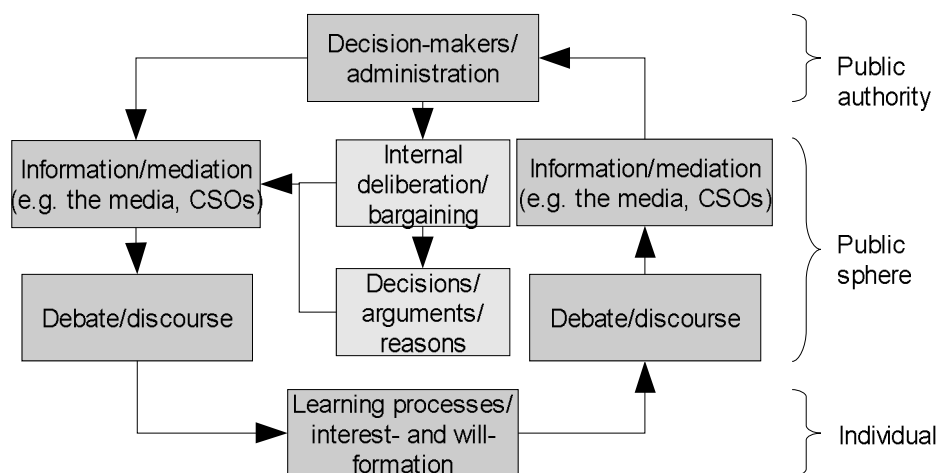 Decision-makers/
administration
Public
authority
Information/mediation
(e.g. the media, CSOs)
Internal
deliberation/
bargaining
Information/mediation
(e.g. the media, CSOs)
Public
sphere
Debate/discourse
Decisions/
arguments/
reasons
Debate/discourse
Learning processes/
interest- and will-
formation
Individual